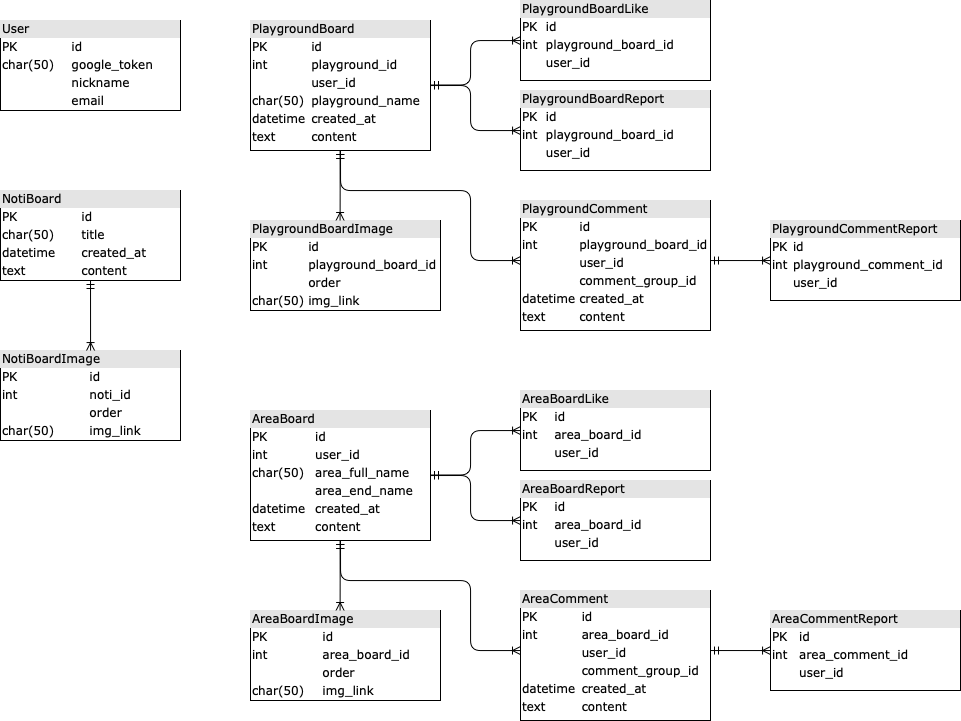 User
PK id
char(50) google_token
nickname
email
NotiBoard
PK id
char(50) title
datetime created_at
text content
NotiBoardImage
PK id
int noti_id
order
char(50) img_link
PlaygroundBoard
PK id
int playground_id
user_id
char(50) playground_name
datetime created_at
text content
PlaygroundBoardLike
PK id
int playground_board_id
user_id
PlaygroundBoardReport
PK id
int playground_board_id
user_id
PlaygroundBoardImage
PK id
int playground_board_id
order
char(50) img_link
PlaygroundComment
PK id
int playground_board_id
user_id
comment_group_id
datetime created_at
text content
PlaygroundCommentReport
PK id
int playground_comment_id
user_id
AreaBoard
PK id
int user_id
char(50) area_full_name
area_end_name
datetime created_at
text content
AreaBoardLike
PK id
int area_board_id
user_id
AreaBoardReport
PK id
int area_board_id
user_id
AreaBoardImage
PK id
int area_board_id
order
char(50) img_link
AreaComment
PK id
int area_board_id
user_id
comment_group_id
datetime created_at
text content
AreaCommentReport
PK id
int area_comment_id
user_id